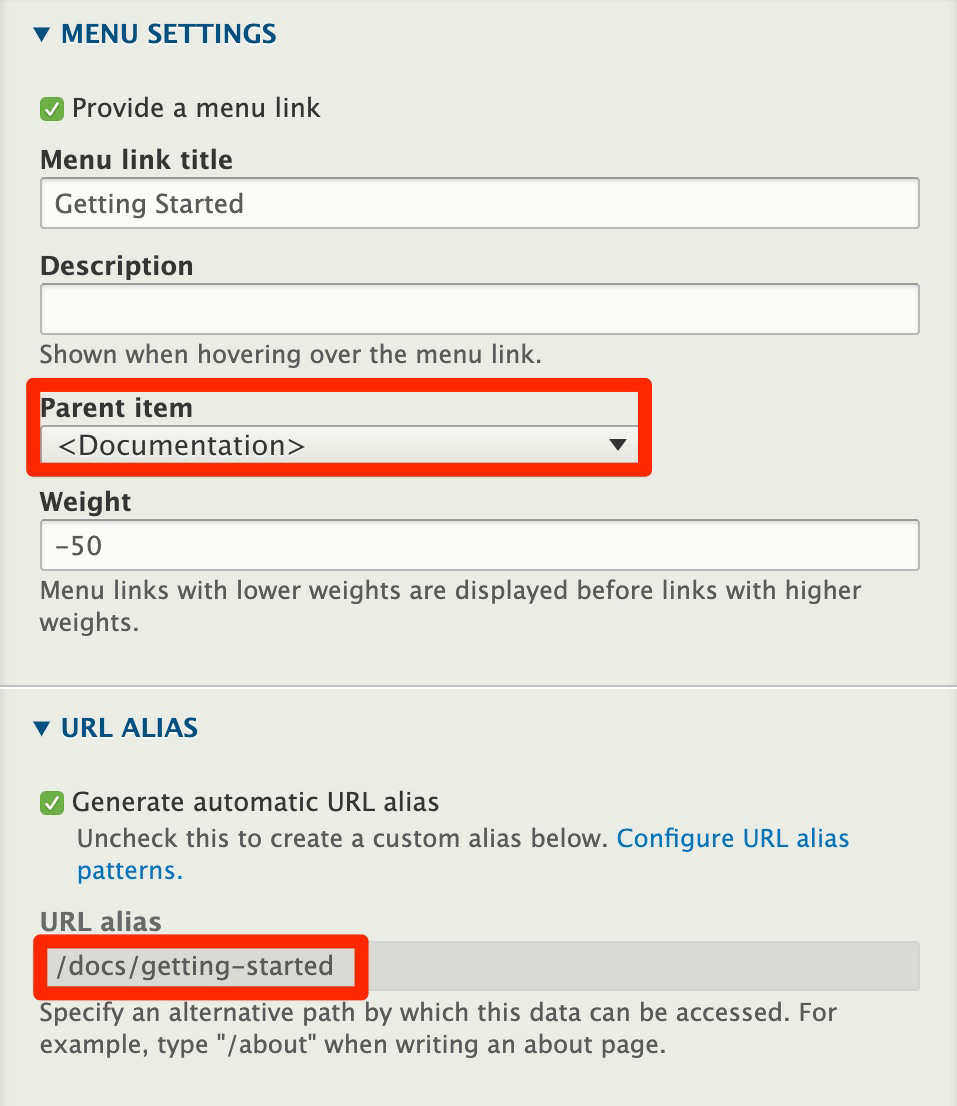 MENU SETTINGS
Provide a menu link
Menu link title
Getting Started
Description
Shown when hovering over the menu link.
Parent item
<Documentation>
Weight
-50
Menu links with lower weights are displayed before links with higher
weights.
URL ALIAS
Generate automatic URL alias
Uncheck this to create a custom alias below. Configure URL alias
patterns.
URL alias
/docs/getting-started
Specify an alternative path by which this data can be accessed. For
example, type "/about" when writing an about page.